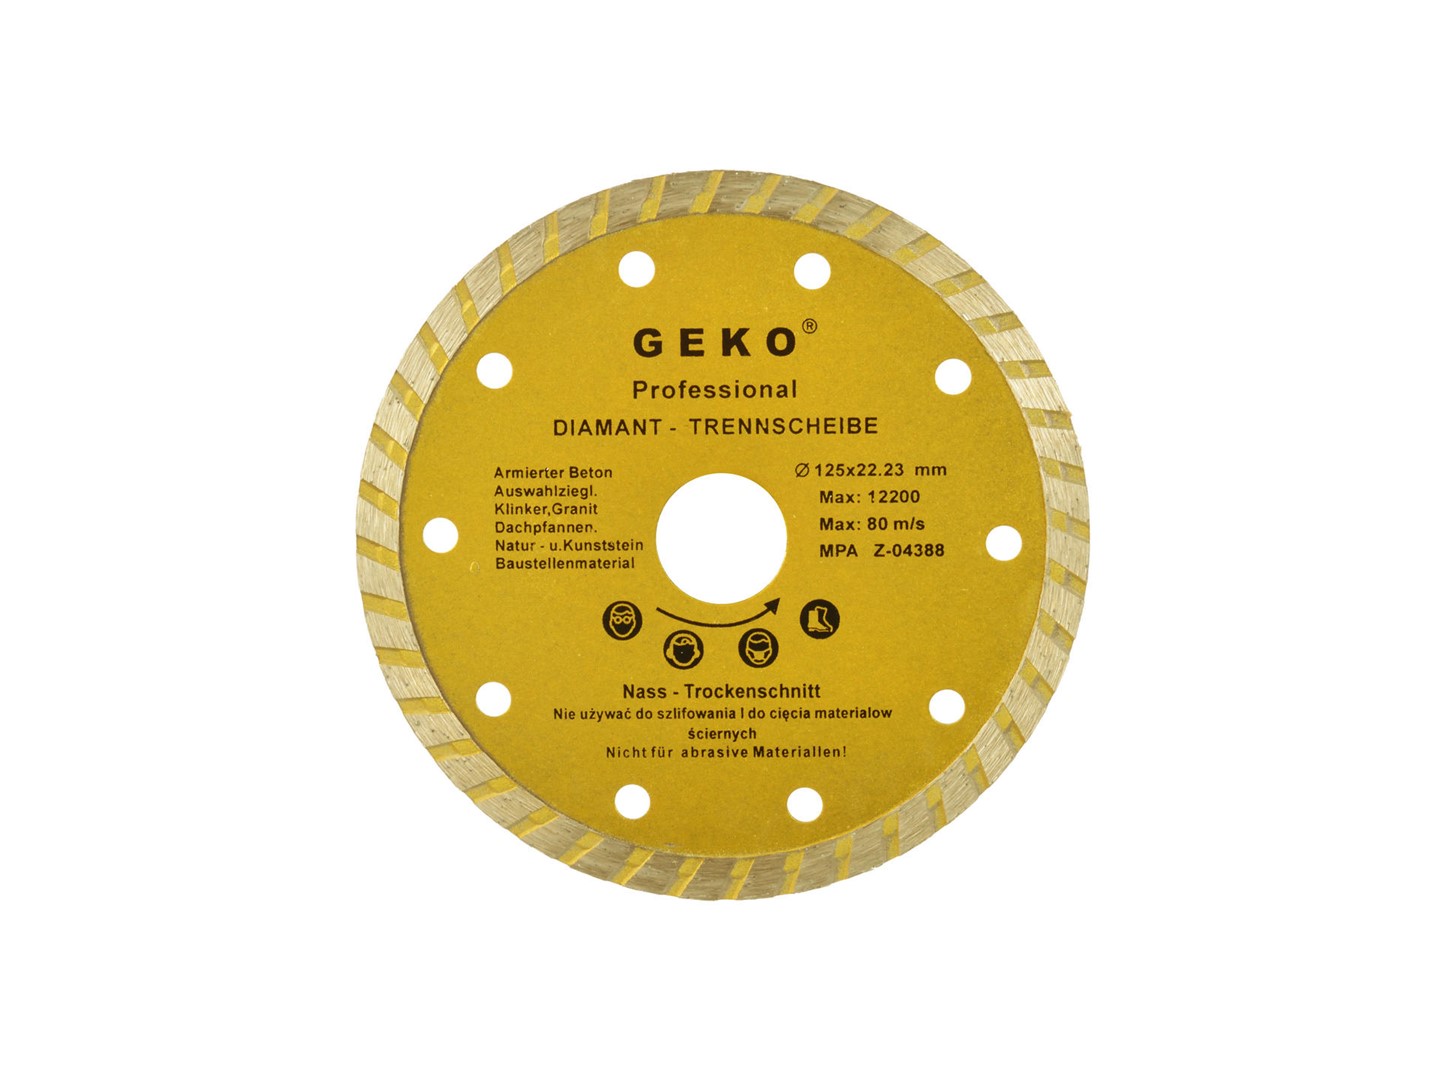 GEKO®
Professional
DIAMANT - TRENNSCHEIBE
Armierter Beton
Auswahlziegl.
Klinker,Granit
Dachpfannen.
Natur - u.Kunststein
Baustellenmaterial
Ø 125x22.23 mm
Max: 12200
Max: 80 m/s
MPA Z-04388
Nass - Trockenschnitt
Nie używać do szlifowania I do cięcia materialow
ściernych
Nicht für abrasive Materiallen!